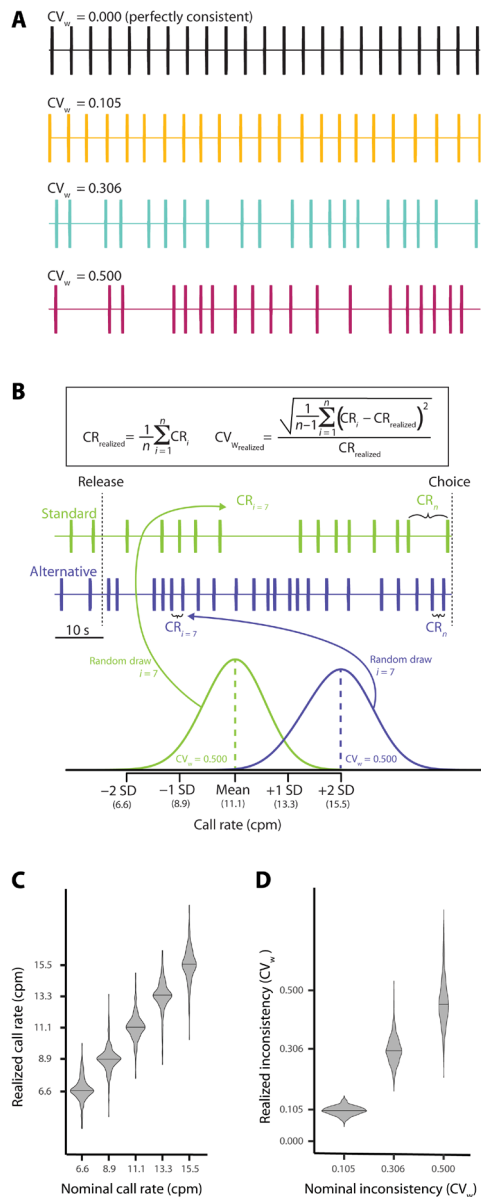 A
CVw = 0.000 (perfectly consistent)
CVw = 0.105
CVw = 0.306
CVw = 0.500
B
CRrealized = 1/n ∑ i = 1 n CRi    CVw realized = √(1/(n−1) ∑ i = 1 n (CRi − CRrealized)²) / CRrealized
Release
Choice
CRi = 7
CRn
Standard
Alternative
CRi = 7
CRn
10 s
Random draw
i = 7
Random draw
i = 7
CVw = 0.500
CVw = 0.500
−2 SD −1 SD Mean +1 SD +2 SD
(6.6) (8.9) (11.1) (13.3) (15.5)
Call rate (cpm)
C
Realized call rate (cpm)
15.5
13.3
11.1
8.9
6.6
6.6 8.9 11.1 13.3 15.5
Nominal call rate (cpm)
D
Realized inconsistency (CVw)
0.500
0.306
0.105
0.000
0.105 0.306 0.500
Nominal inconsistency (CVw)